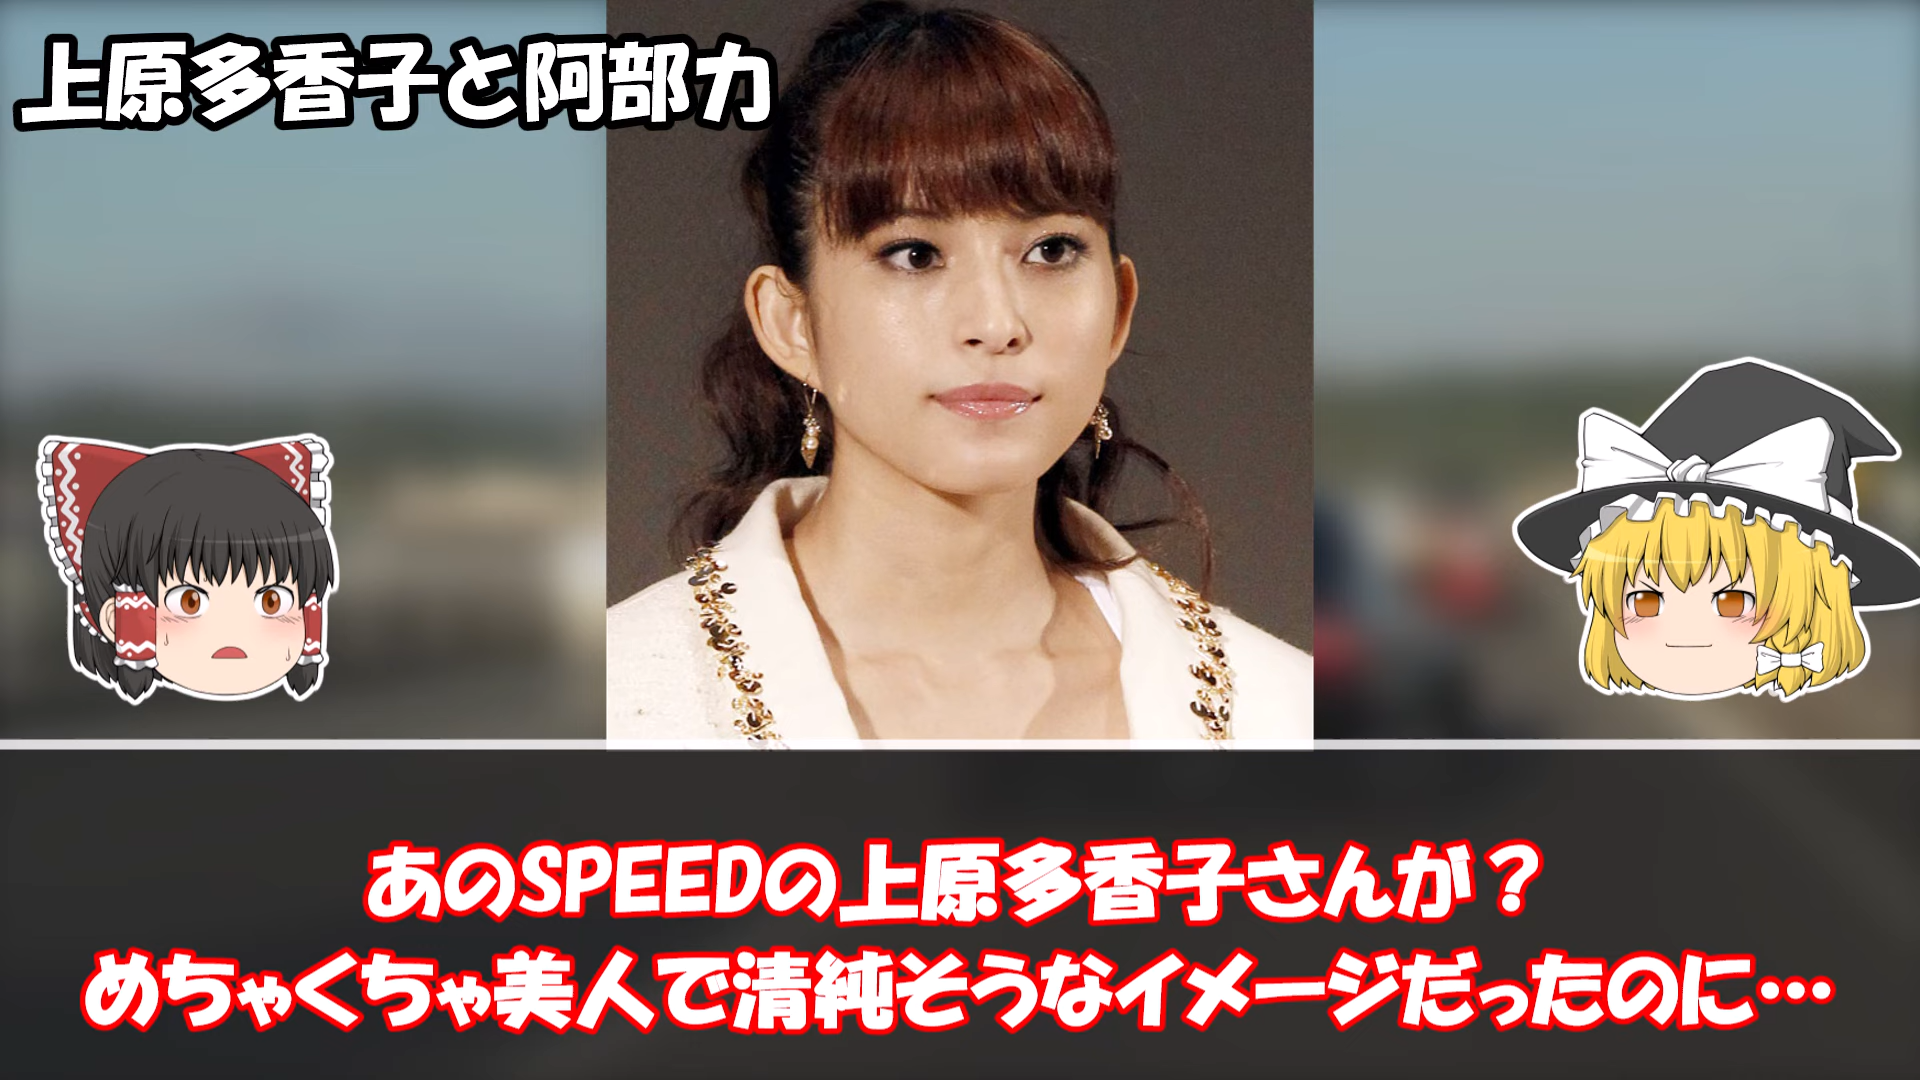 上原多香子と阿部力
あのSPEEDの上原多香子さんが？
めちゃくちゃ美人で清純そうなイメージだったのに…